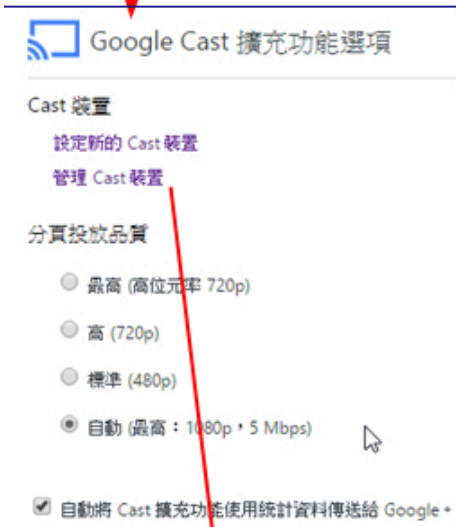 Google Cast 擴充功能選項
Cast 裝置
設定新的 Cast 裝置
管理 Cast 裝置
分頁投放品質
最高 (高位元率 720p)
高 (720p)
標準 (480p)
自動 (最高：1080p，5 Mbps)
自動將 Cast 擴充功能使用統計資料傳送給 Google。